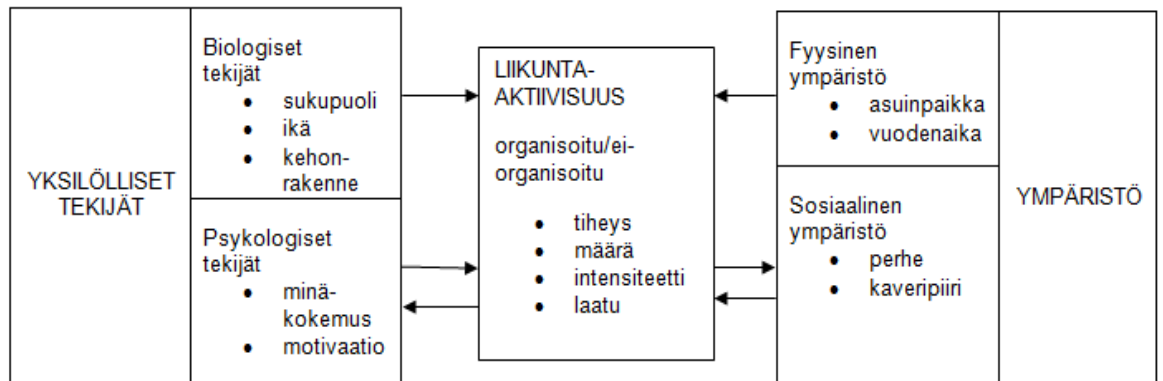 YKSILÖLLISET
TEKIJÄT
Biologiset
tekijät
• sukupuoli
• ikä
• kehon-
rakenne
Psykologiset
tekijät
• minä-
kokemus
• motivaatio
LIIKUNTA-
AKTIIVISUUS
organisoitu/ei-
organisoitu
• tiheys
• määrä
• intensiteetti
• laatu
Fyysinen
ympäristö
• asuinpaikka
• vuodenaika
Sosiaalinen
ympäristö
• perhe
• kaveripiiri
YMPÄRISTÖ